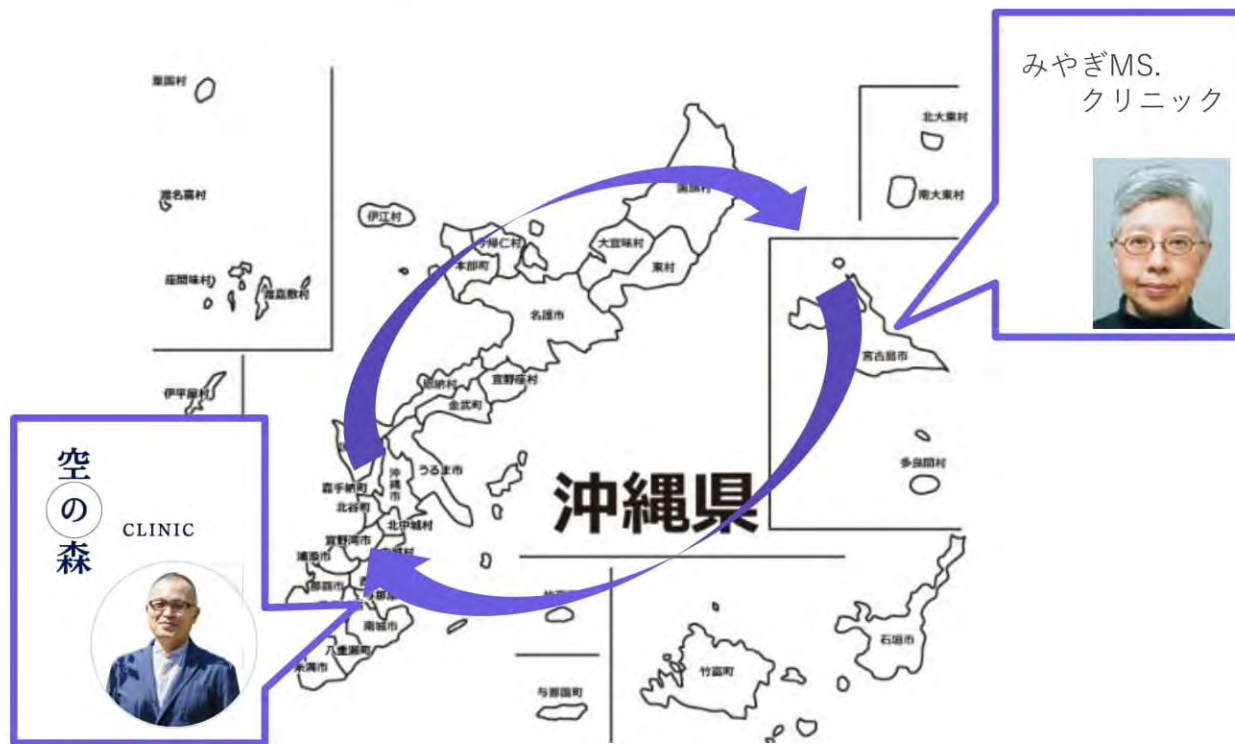 粟国村
渡名喜村
座間味村
渡嘉敷村
伊平屋村
伊江村
今帰仁村
本部町
国頭村
大宜味村
東村
名護市
恩納村
宜野座村
金武町
うるま市
沖縄市
嘉手納町
北谷町
北中城村
宜野湾市
浦添市
那覇市
南城市
八重瀬町
糸満市
沖縄県
北大東村
南大東村
宮古島市
多良間村
石垣市
竹富町
与那国町
みやぎMS.
クリニック
空の森
CLINIC